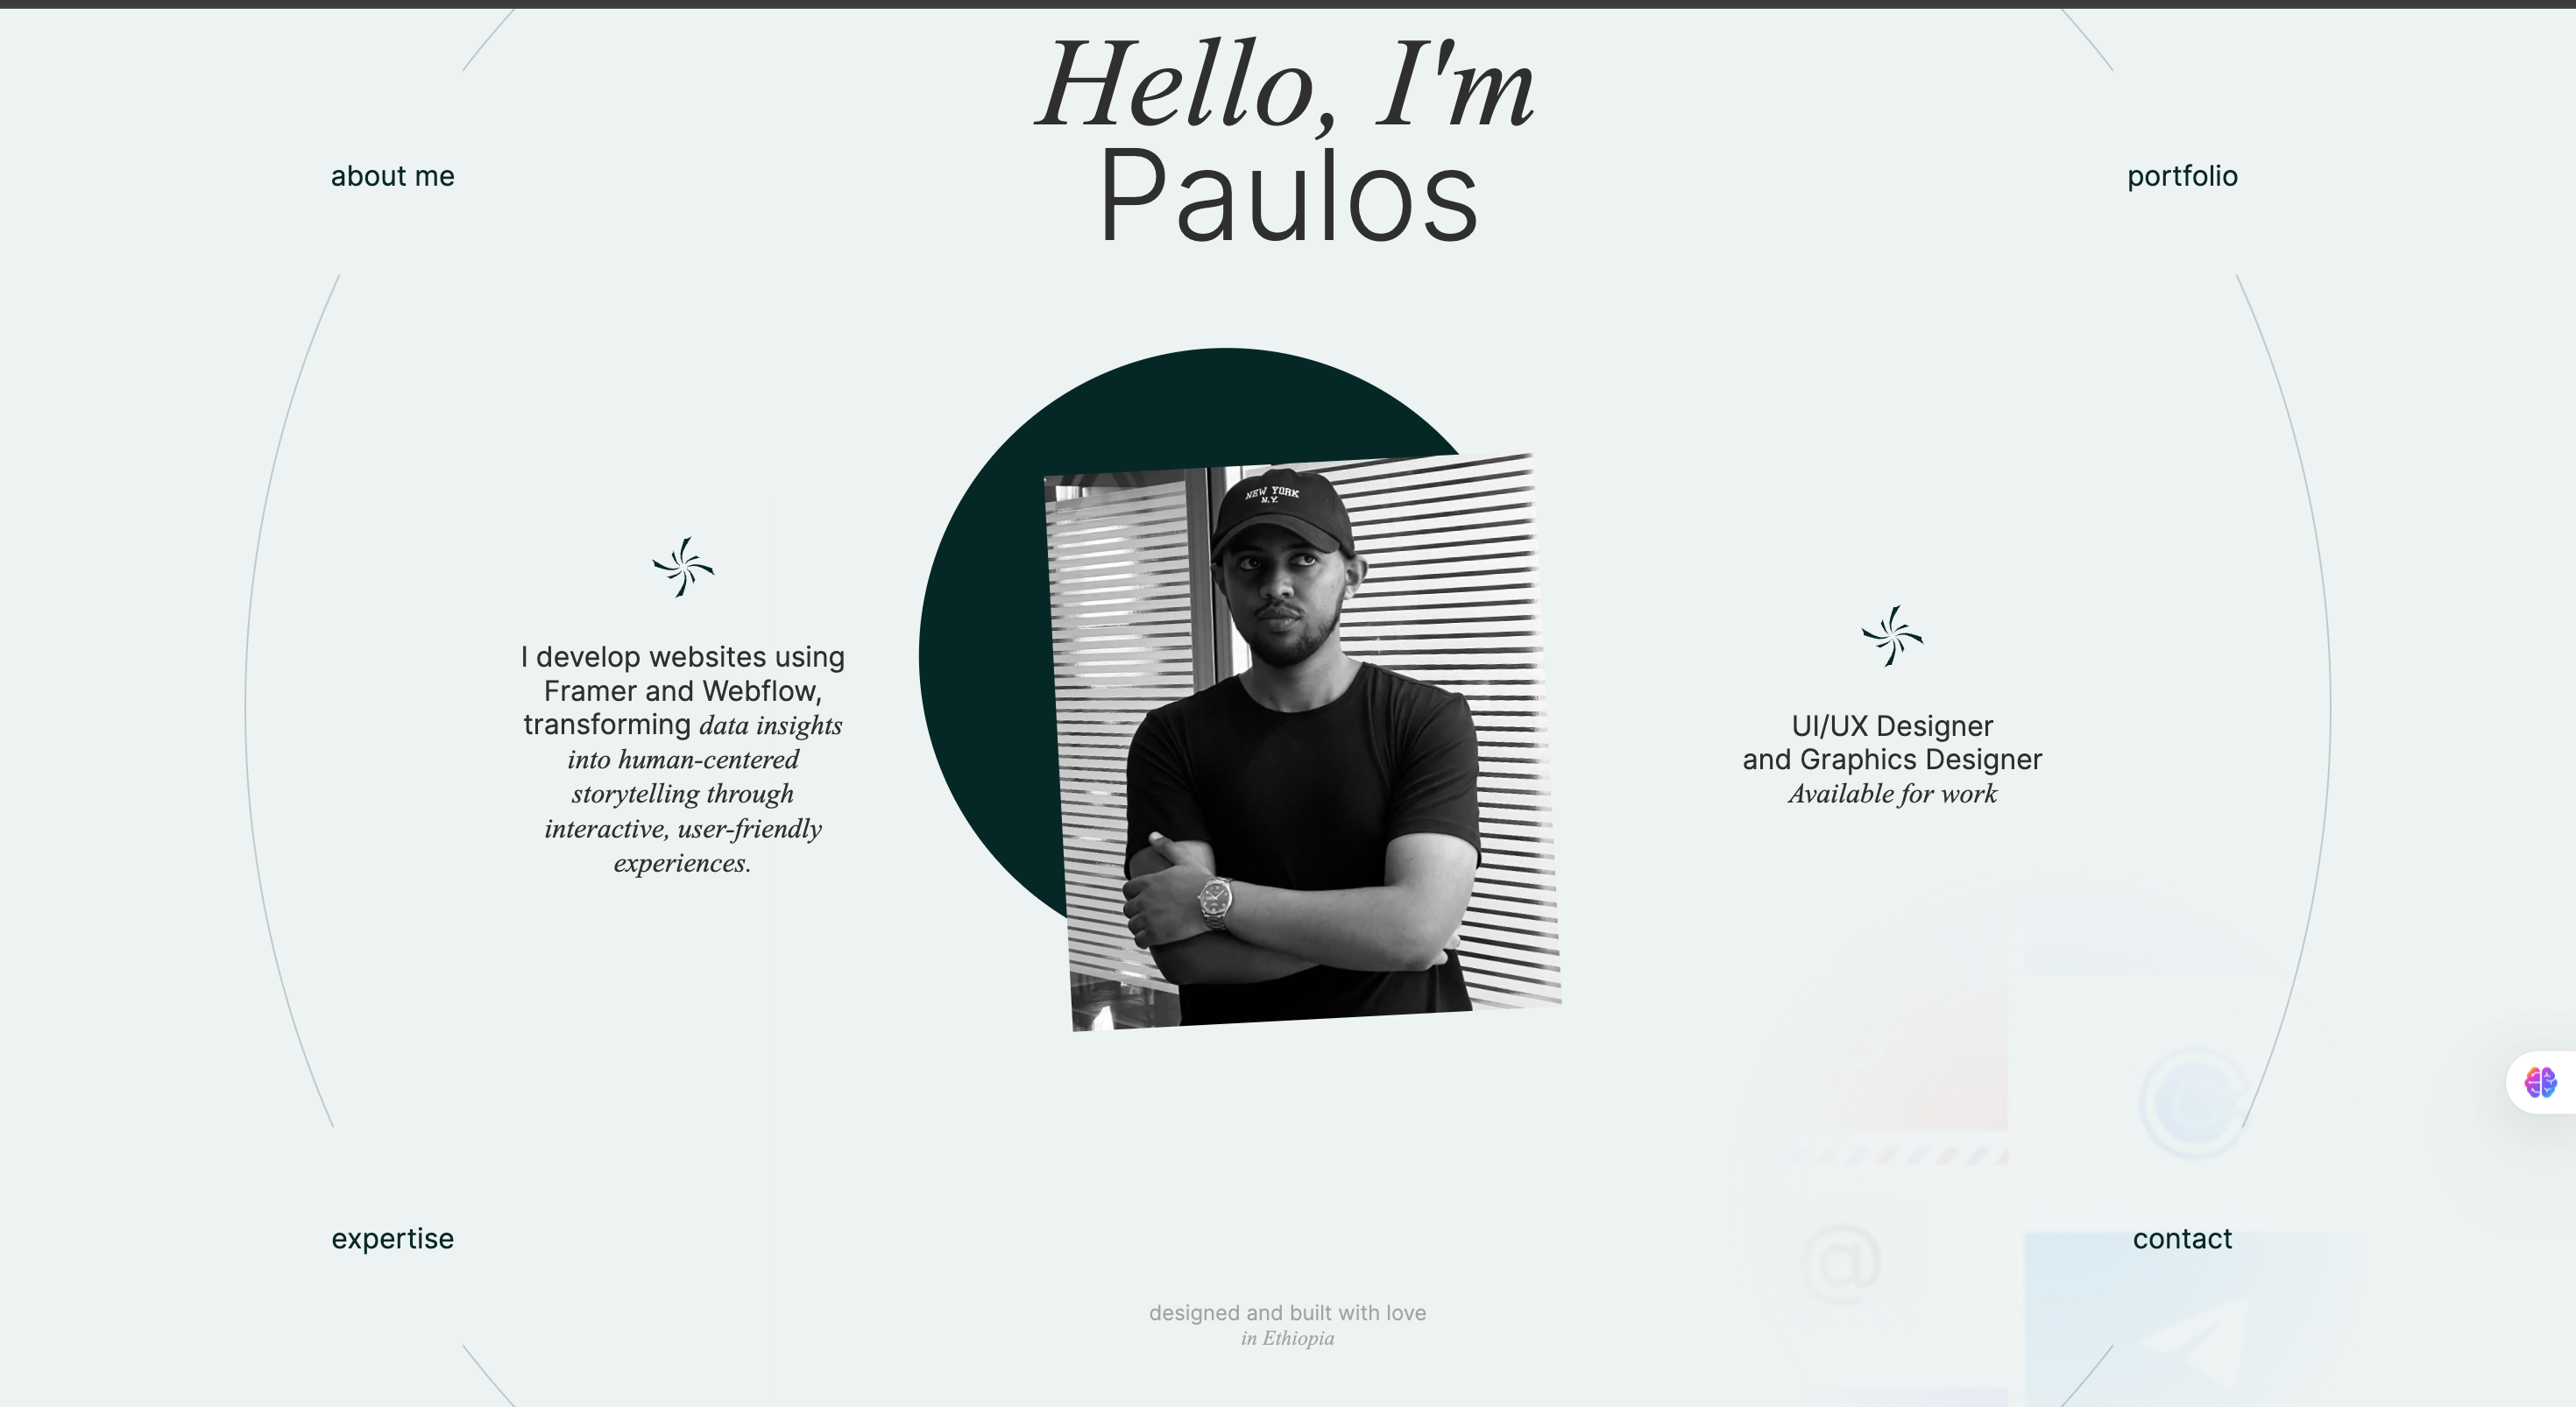 Hello, I'm
Paulos
about me
portfolio
NEW YORK
N.Y.
I develop websites using
Framer and Webflow,
transforming data insights
into human-centered
storytelling through
interactive, user-friendly
experiences.
UI/UX Designer
and Graphics Designer
Available for work
@
expertise
contact
designed and built with love
in Ethiopia